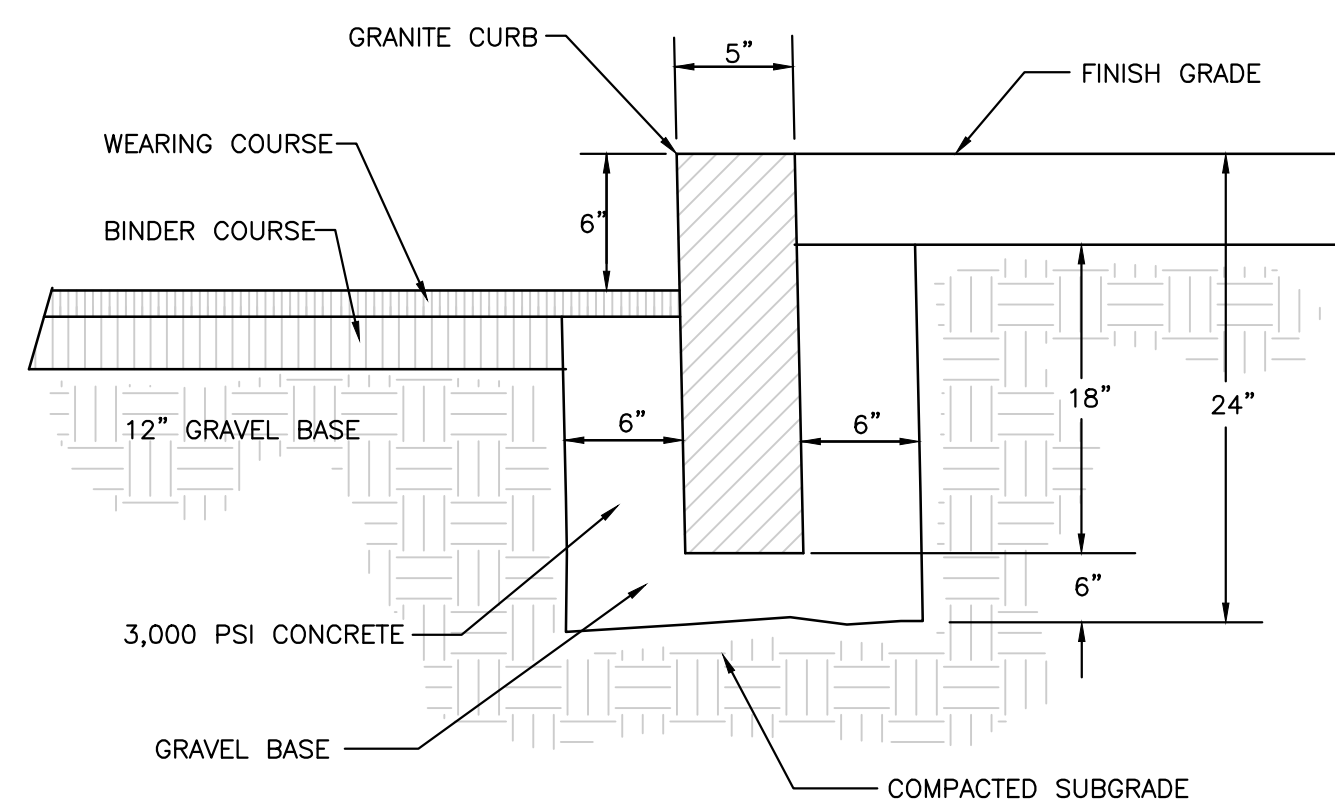 GRANITE CURB
5”
FINISH GRADE
WEARING COURSE
6”
BINDER COURSE
12” GRAVEL BASE
6”
6”
18”
24”
6”
3,000 PSI CONCRETE
GRAVEL BASE
COMPACTED SUBGRADE